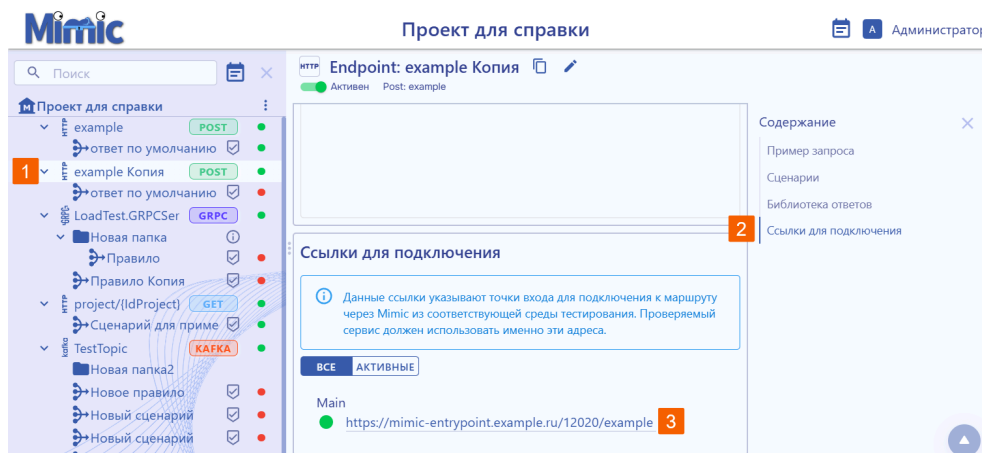 Mimic
Проект для справки
A Администратор
Поиск
Проект для справки
HTTP example POST
ответ по умолчанию
1 HTTP example Копия POST
ответ по умолчанию
GRPC LoadTest.GRPCSer GRPC
Новая папка
Правило
Правило Копия
HTTP project/{IdProject} GET
Сценарий для приме
kafka TestTopic KAFKA
Новая папка2
Новое правило
Новый сценарий
Новый сценарий
HTTP Endpoint: example Копия
Активен Post: example
Ссылки для подключения
Данные ссылки указывают точки входа для подключения к маршруту
через Mimic из соответствующей среды тестирования. Проверяемый
сервис должен использовать именно эти адреса.
ВСЕ АКТИВНЫЕ
Main
https://mimic-entrypoint.example.ru/12020/example 3
Содержание
Пример запроса
Сценарии
Библиотека ответов
2 Ссылки для подключения